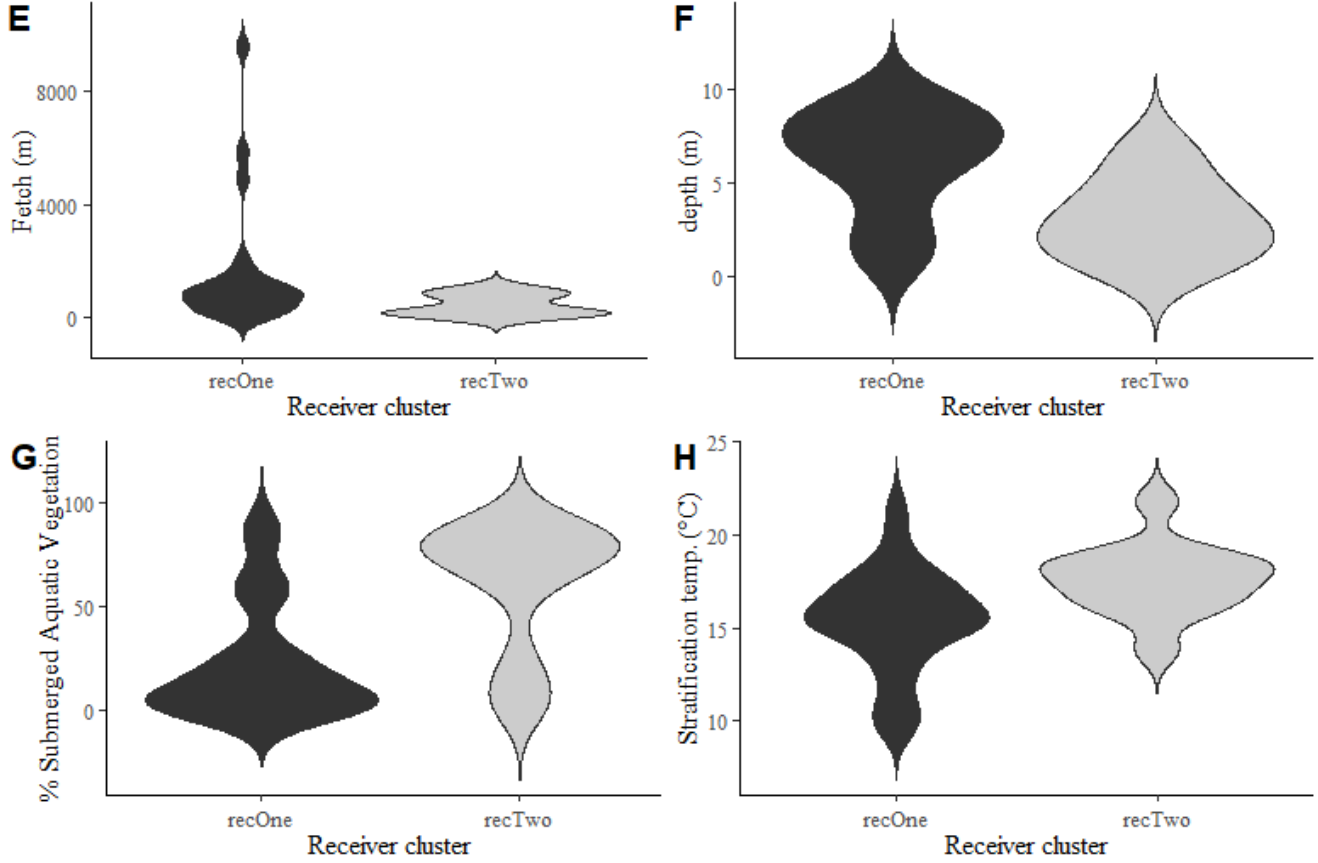 E
Fetch (m)
8000
4000
0
recOne recTwo
Receiver cluster
F
depth (m)
10
5
0
recOne recTwo
Receiver cluster
G
% Submerged Aquatic Vegetation
100
50
0
recOne recTwo
Receiver cluster
H
Stratification temp. (°C)
25
20
15
10
recOne recTwo
Receiver cluster